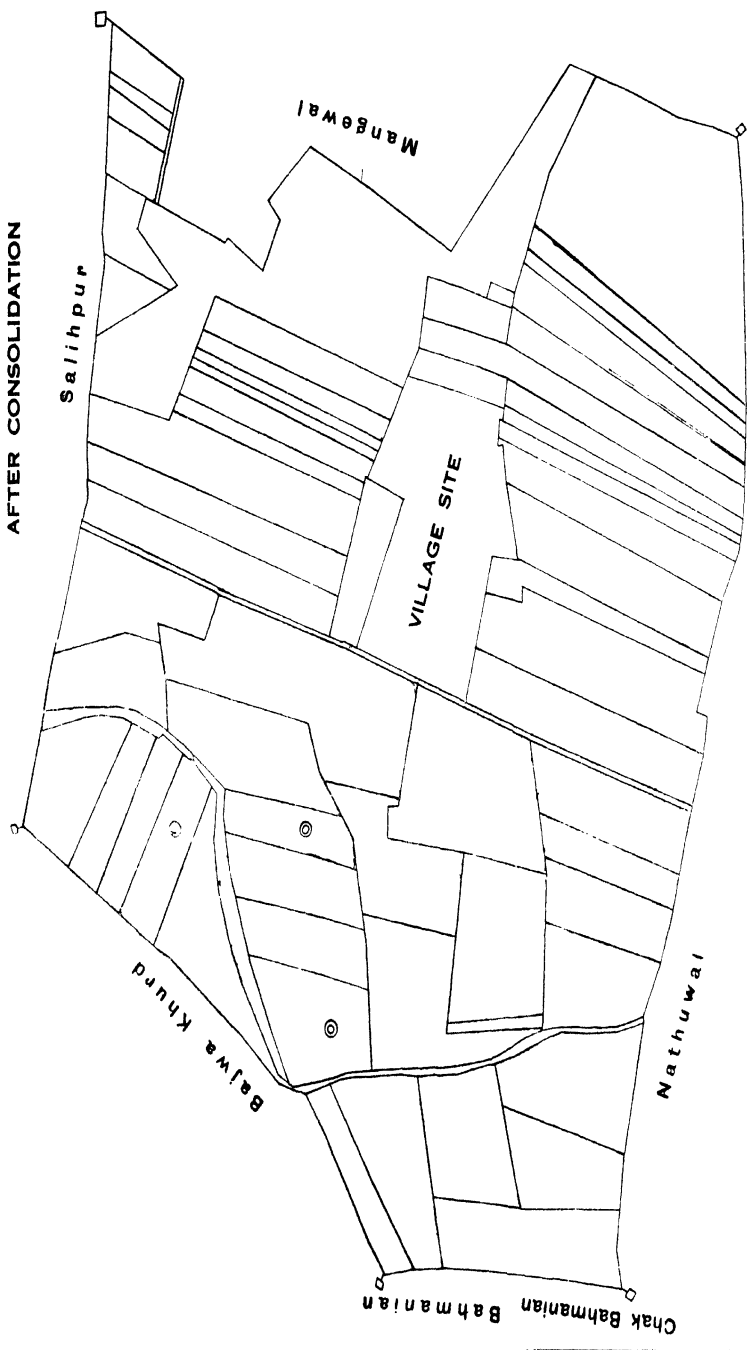 AFTER CONSOLIDATION
Salihpur
Mangewal
VILLAGE SITE
Bajwa Khurd
Nathuwal
Bahmanian
Chak Bahmanian